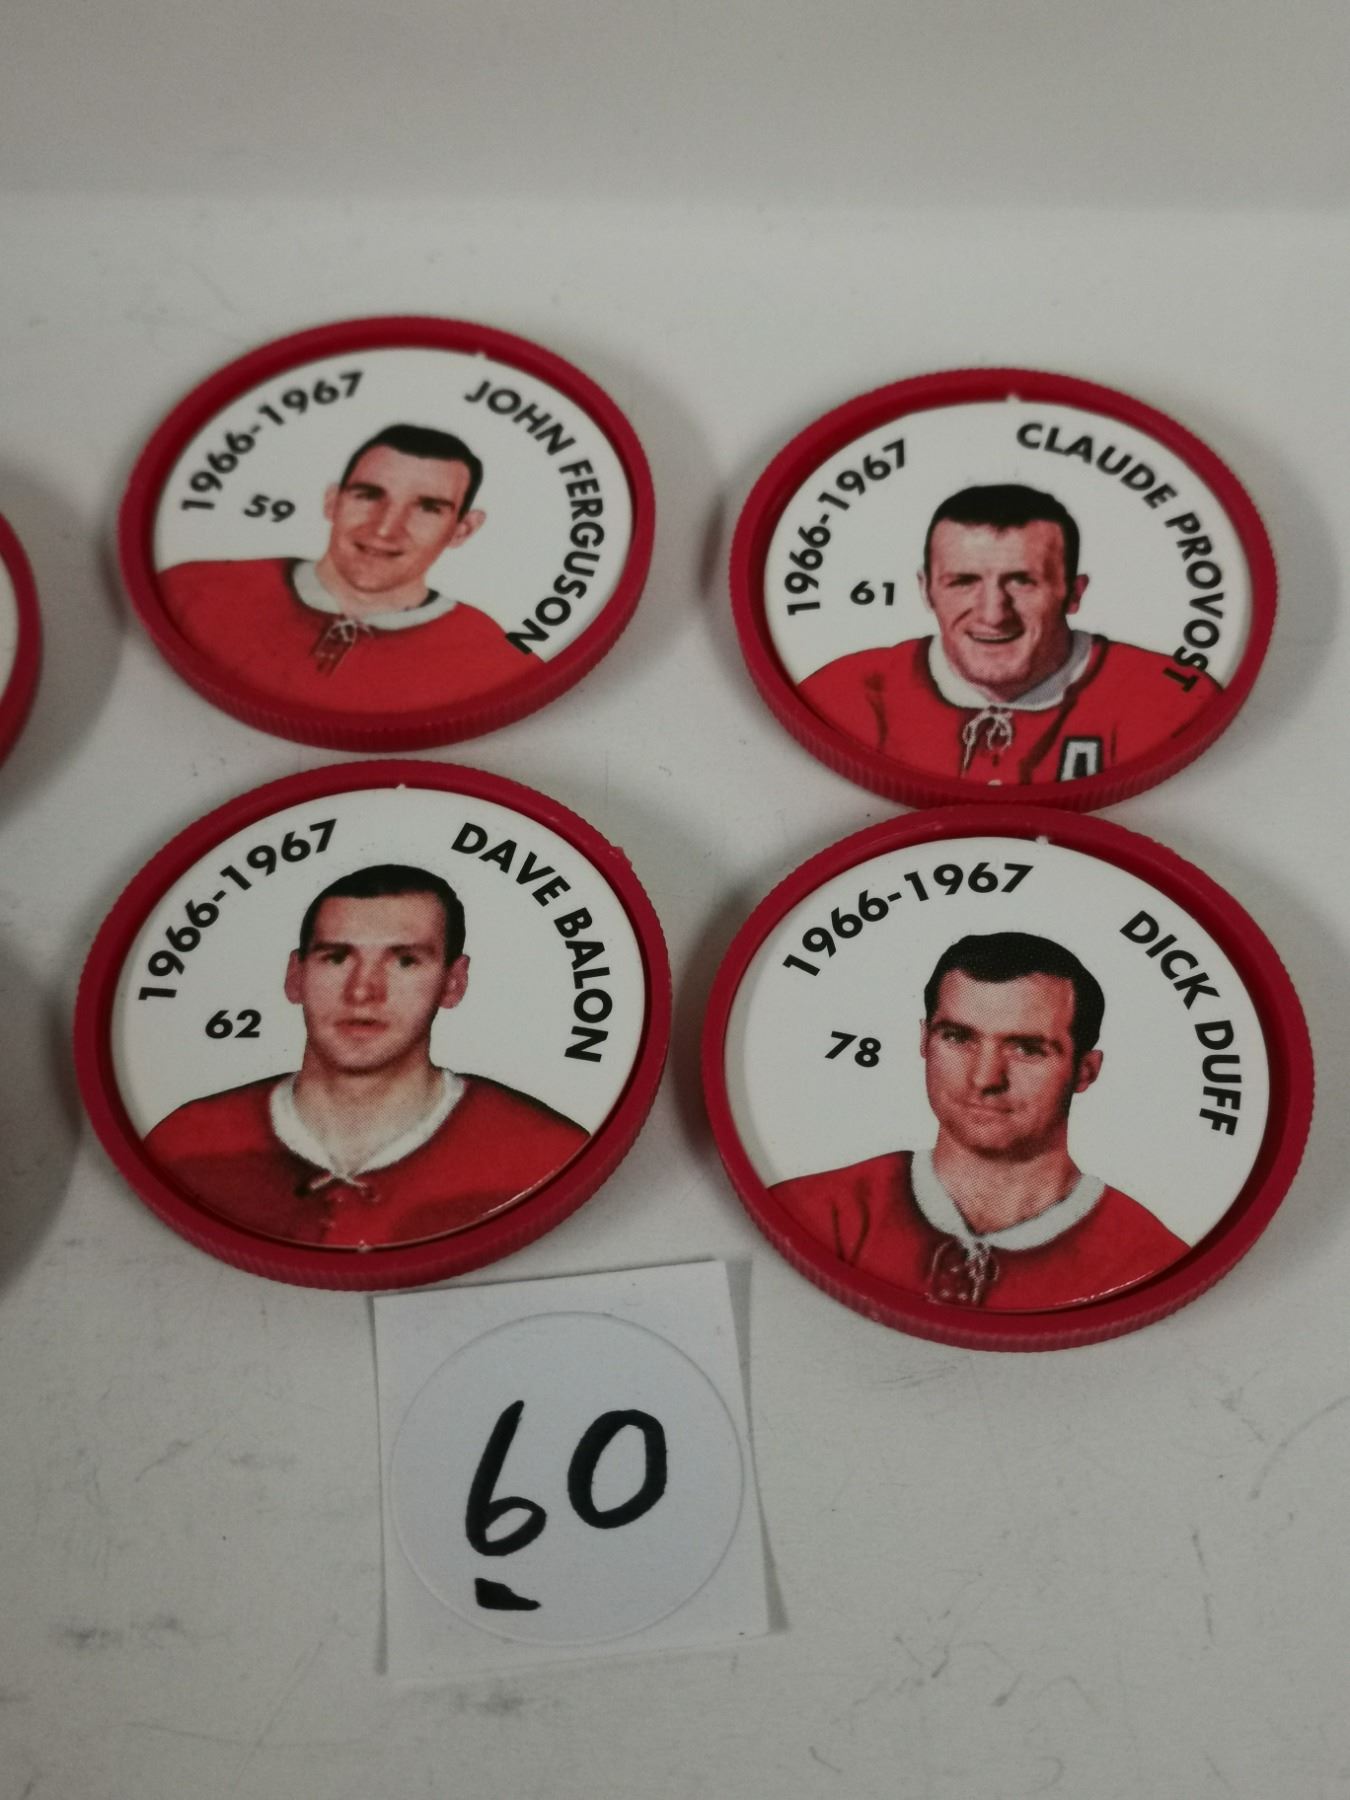 1966-1967
JOHN FERGUSON
59
1966-1967
CLAUDE PROVOST
61
A
1966-1967
DAVE BALON
62
1966-1967
DICK DUFF
78
60